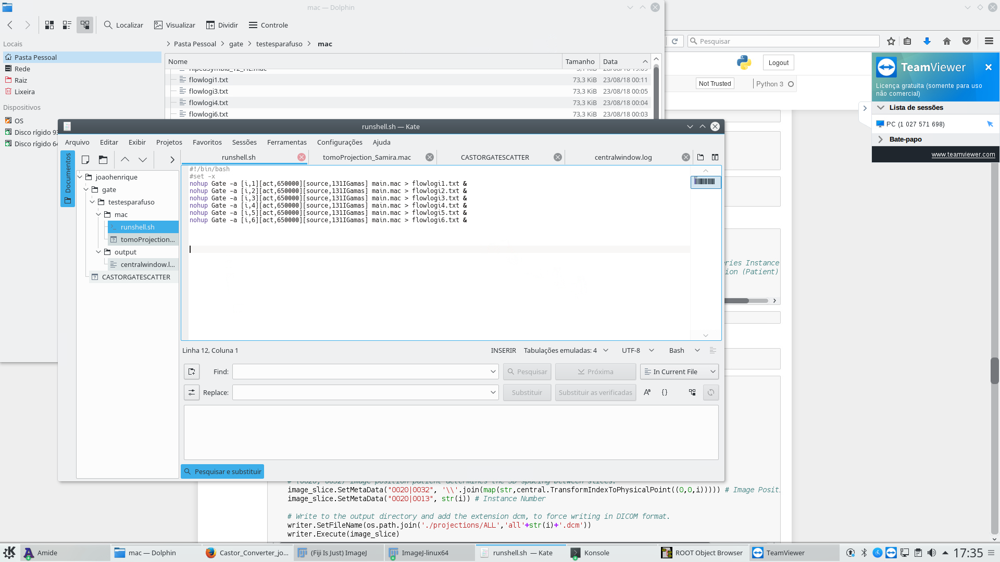 mac — Dolphin
Localizar
Visualizar
Dividir
Controle
Locais
Pasta Pessoal
Rede
Raiz
Lixeira
Dispositivos
OS
Disco rígido 93
Disco rígido 64
Pasta Pessoal > gate > testesparafuso > mac
Nome Tamanho Data
flowlogi1.txt 73,3 KiB 23/08/18 00:11
flowlogi3.txt 73,3 KiB 23/08/18 00:05
flowlogi4.txt 73,3 KiB 23/08/18 00:04
flowlogi6.txt 73,3 KiB 23/08/18 00:03
Pesquisar
Logout
Not Trusted
Python 3
TeamViewer
Licença gratuita (somente para uso
não comercial)
Lista de sessões
PC (1 027 571 698)
Bate-papo
www.teamviewer.com
runshell.sh — Kate
Arquivo Editar Exibir Projetos Favoritos Sessões Ferramentas Configurações Ajuda
Documentos
joaohenrique
gate
testesparafuso
mac
runshell.sh
tomoProjection...
output
centralwindow.l...
CASTORGATESCATTER
runshell.sh
tomoProjection_Samira.mac
CASTORGATESCATTER
centralwindow.log
#!/bin/bash
#set -x
nohup Gate -a [i,1][act,650000][source,131IGamas] main.mac > flowlogi1.txt &
nohup Gate -a [i,2][act,650000][source,131IGamas] main.mac > flowlogi2.txt &
nohup Gate -a [i,3][act,650000][source,131IGamas] main.mac > flowlogi3.txt &
nohup Gate -a [i,4][act,650000][source,131IGamas] main.mac > flowlogi4.txt &
nohup Gate -a [i,5][act,650000][source,131IGamas] main.mac > flowlogi5.txt &
nohup Gate -a [i,6][act,650000][source,131IGamas] main.mac > flowlogi6.txt &
Linha 12, Coluna 1
INSERIR
Tabulações emuladas: 4
UTF-8
Bash
Find:
Pesquisar
Próxima
In Current File
Replace:
Substituir
Substituir as verificadas
{}
Pesquisar e substituir
ries Instance
ion (Patient)
# (0020, 0032) image position patient determines the 3D spacing between slices.
image_slice.SetMetaData("0020|0032", '\\'.join(map(str,central.TransformIndexToPhysicalPoint((0,0,i))))) # Image Posit
image_slice.SetMetaData("0020|0013", str(i)) # Instance Number
# Write to the output directory and add the extension dcm, to force writing in DICOM format.
writer.SetFileName(os.path.join('./projections/ALL','all'+str(i)+'.dcm'))
writer.Execute(image_slice)
Amide
mac — Dolphin
Castor_Converter_jo...
(Fiji Is Just) ImageJ
ImageJ-linux64
runshell.sh — Kate
Konsole
ROOT Object Browser
TeamViewer
17:35